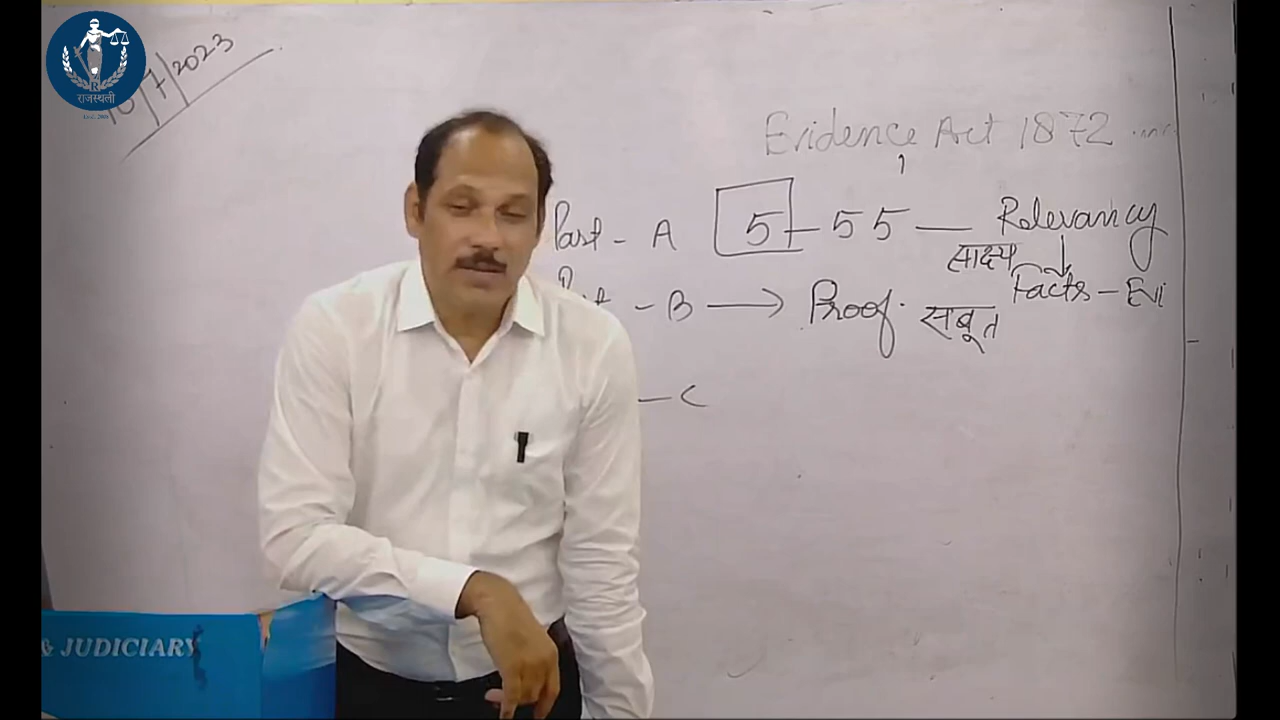 राजस्थली
10/7/2023
Evidence Act 1872
Part - A 5 - 55 — Relevancy
साक्ष्य Facts - Evi
- B → Proof. सबूत
- C
& JUDICIARY